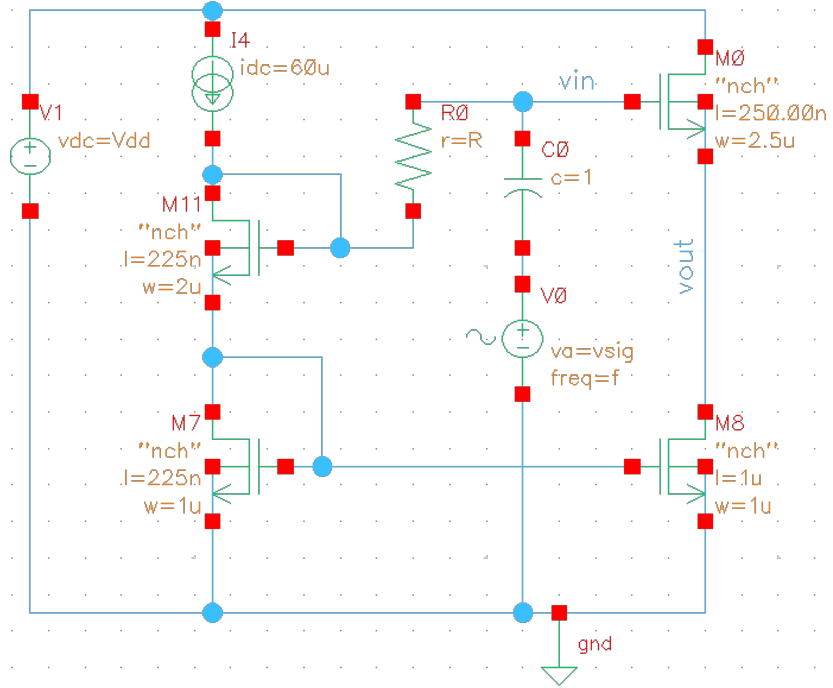 I4
idc=60u
M0
"nch"
l=250.00n
w=2.5u
vin
V1
vdc=Vdd
R0
r=R
C0
c=1
M11
"nch"
l=225n
w=2u
vout
V0
va=vsig
freq=f
M7
"nch"
l=225n
w=1u
M8
"nch"
l=1u
w=1u
gnd